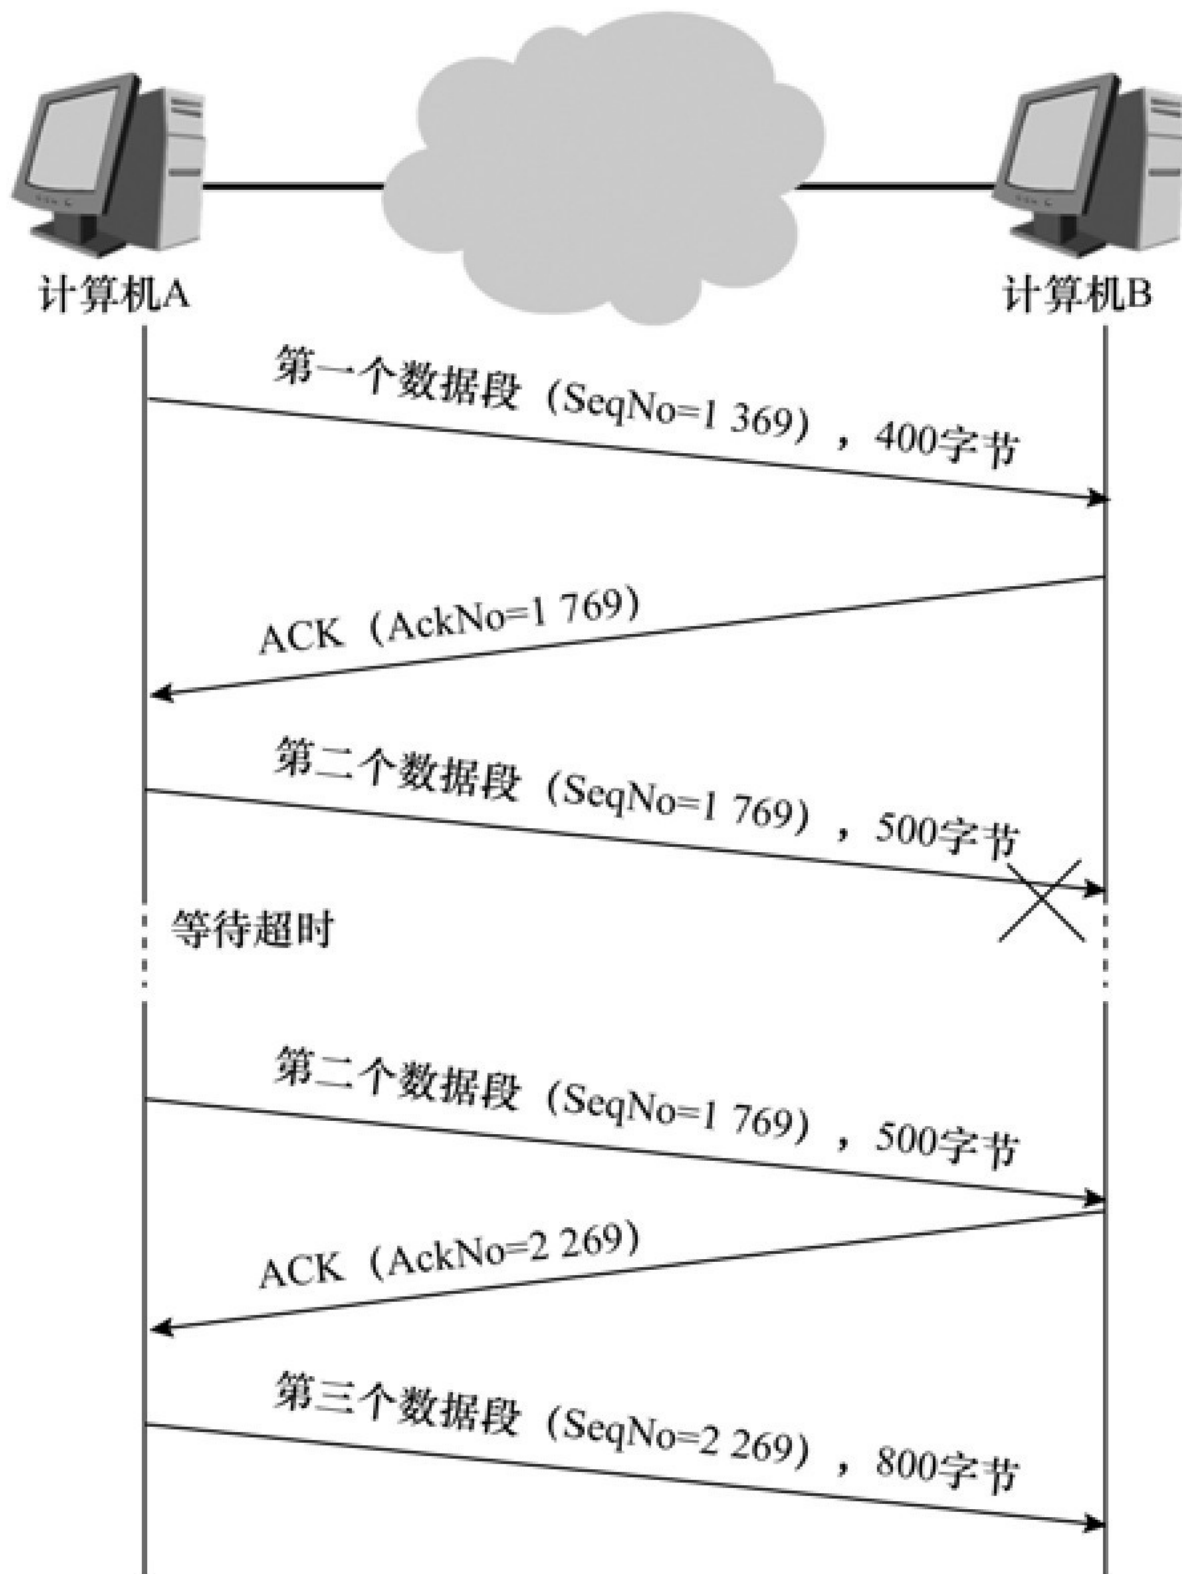 计算机A
计算机B
第一个数据段（SeqNo=1 369），400字节
ACK（AckNo=1 769）
第二个数据段（SeqNo=1 769），500字节
等待超时
第二个数据段（SeqNo=1 769），500字节
ACK（AckNo=2 269）
第三个数据段（SeqNo=2 269），800字节